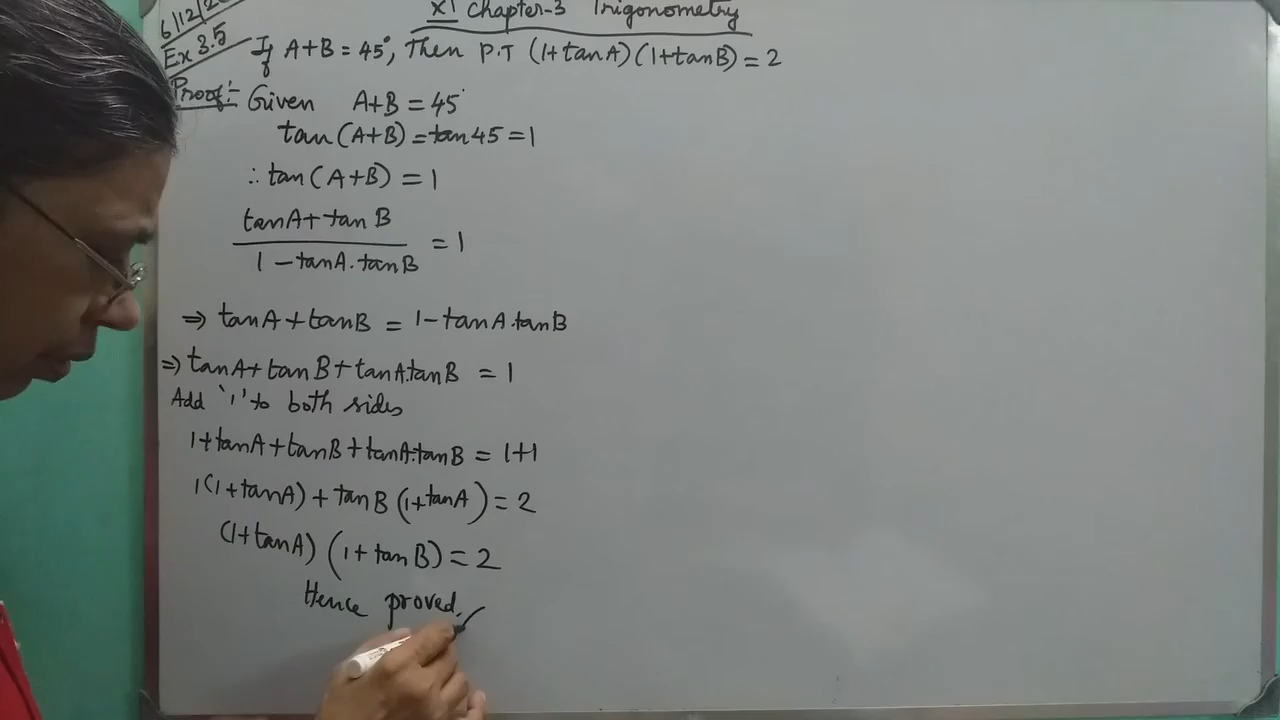 XI Chapter-3 Trigonometry
6/12/20
Ex 3.5 If A+B = 45°, Then P.T (1+tanA)(1+tanB) = 2
Proof:- Given A+B = 45°
tan(A+B) = tan45 = 1
∴ tan(A+B) = 1
tanA+tanB
1-tanA.tanB = 1
⇒ tanA+tanB = 1-tanA.tanB
⇒ tanA+tanB+tanA.tanB = 1
Add '1' to both sides
1+tanA+tanB+tanA.tanB = 1+1
1(1+tanA)+tanB(1+tanA) = 2
(1+tanA)(1+tanB) = 2
Hence proved.